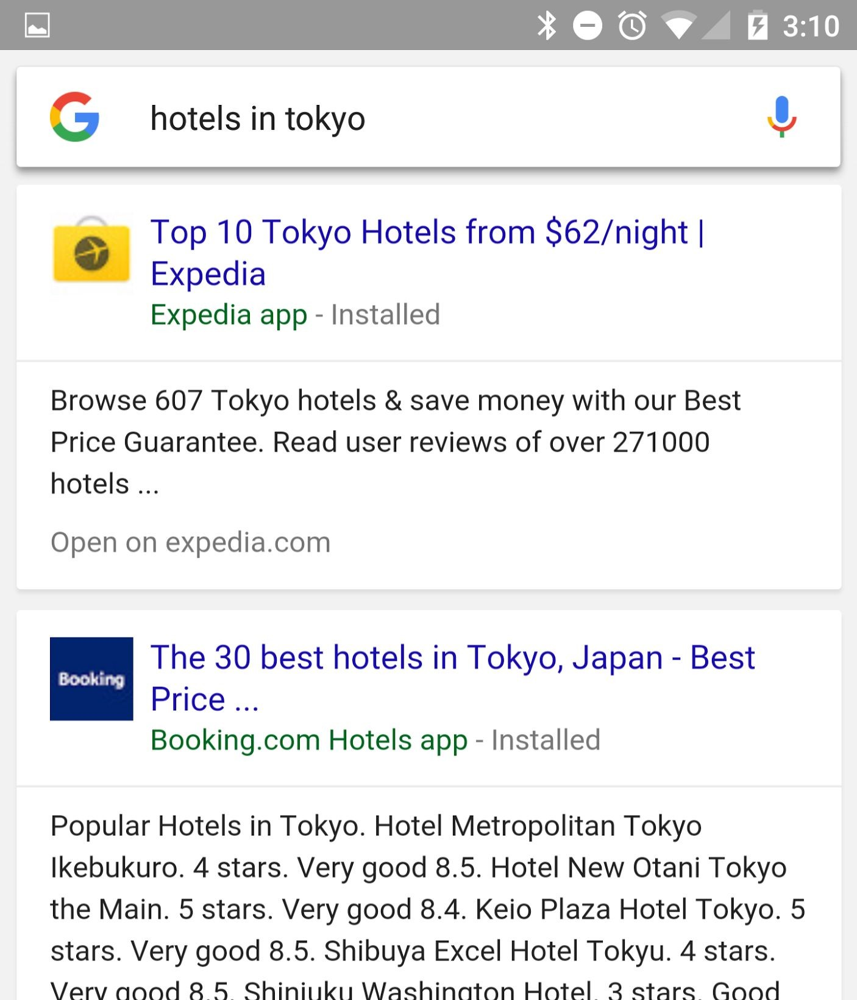 3:10
hotels in tokyo
Top 10 Tokyo Hotels from $62/night |
Expedia
Expedia app - Installed
Browse 607 Tokyo hotels & save money with our Best
Price Guarantee. Read user reviews of over 271000
hotels ...
Open on expedia.com
Booking
The 30 best hotels in Tokyo, Japan - Best
Price ...
Booking.com Hotels app - Installed
Popular Hotels in Tokyo. Hotel Metropolitan Tokyo
Ikebukuro. 4 stars. Very good 8.5. Hotel New Otani Tokyo
the Main. 5 stars. Very good 8.4. Keio Plaza Hotel Tokyo. 5
stars. Very good 8.5. Shibuya Excel Hotel Tokyu. 4 stars.
Very good 8.5. Shinjuku Washington Hotel. 3 stars. Good